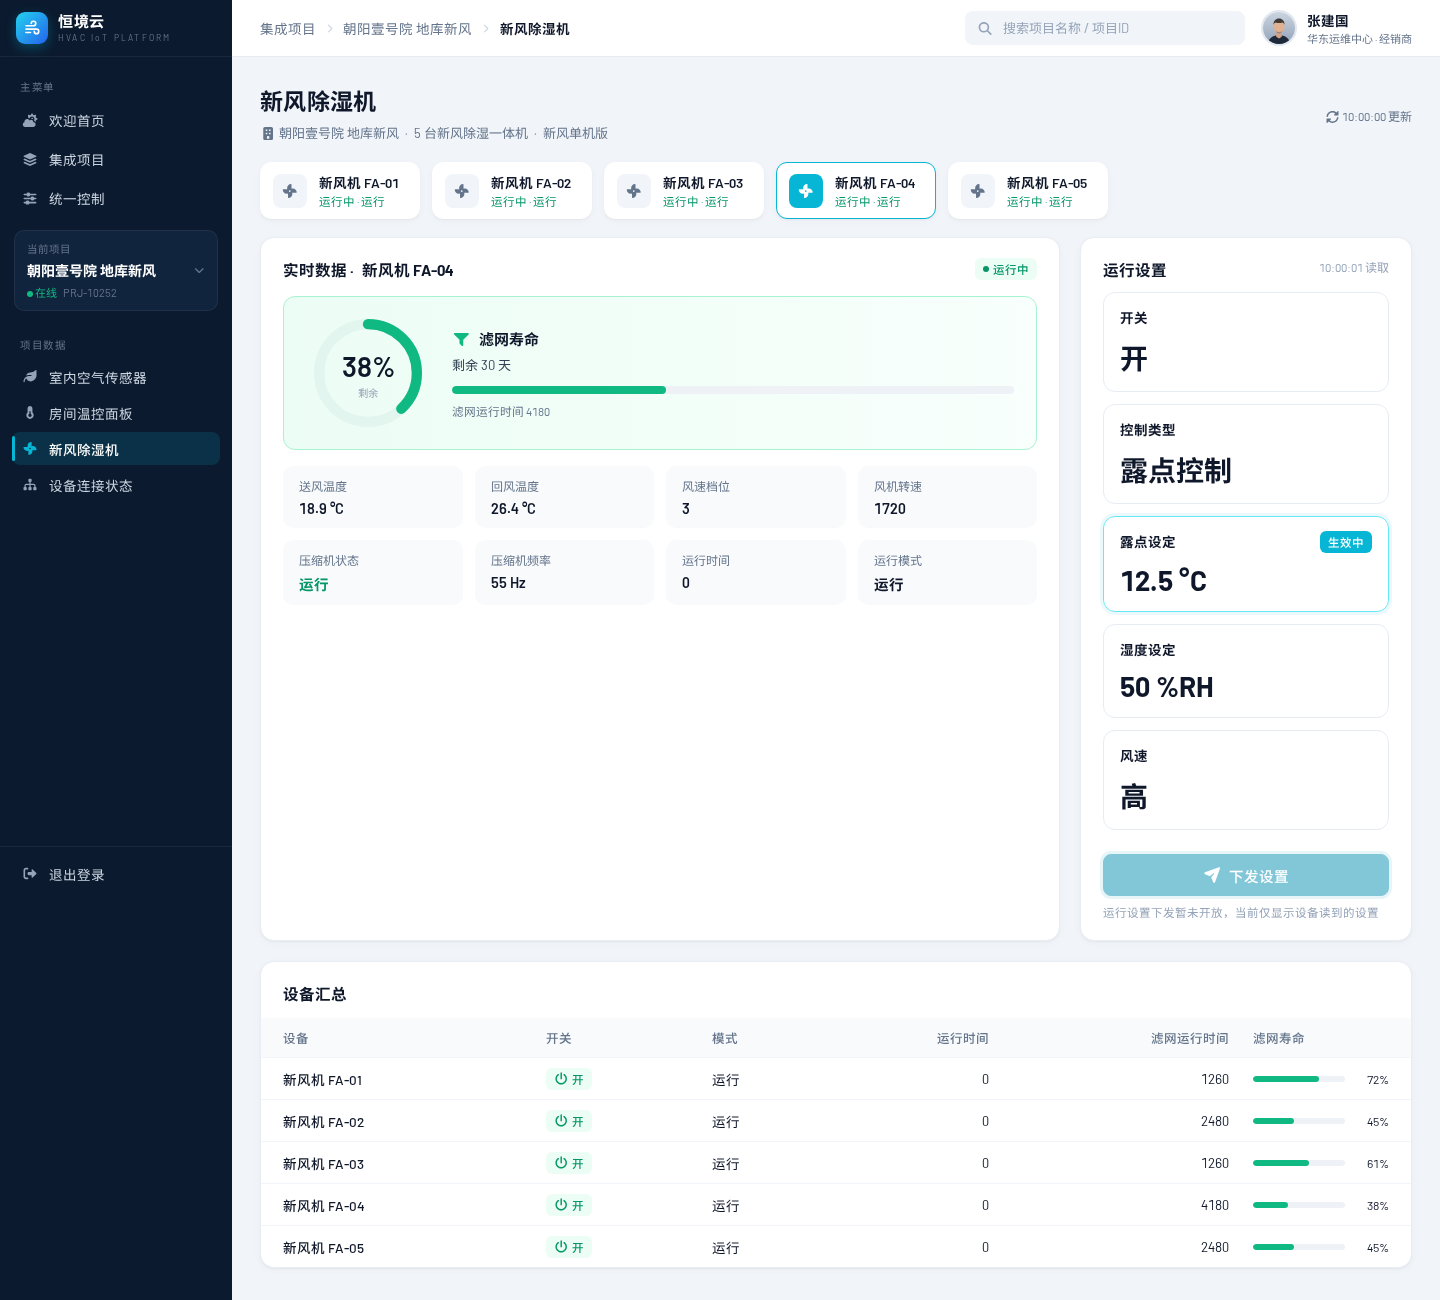 恒境云
HVAC IoT PLATFORM
主菜单
欢迎首页
集成项目
统一控制
当前项目
朝阳壹号院 地库新风
在线 PRJ-10252
项目数据
室内空气传感器
房间温控面板
新风除湿机
设备连接状态
退出登录
集成项目 朝阳壹号院 地库新风 新风除湿机
搜索项目名称 / 项目ID
张建国
华东运维中心 · 经销商
新风除湿机
朝阳壹号院 地库新风 · 5 台新风除湿一体机 · 新风单机版
10:00:00 更新
新风机 FA-01
运行中 · 运行
新风机 FA-02
运行中 · 运行
新风机 FA-03
运行中 · 运行
新风机 FA-04
运行中 · 运行
新风机 FA-05
运行中 · 运行
实时数据 · 新风机 FA-04
运行中
38%
剩余
滤网寿命
剩余 30 天
滤网运行时间 4180
送风温度
18.9 °C
回风温度
26.4 °C
风速档位
3
风机转速
1720
压缩机状态
运行
压缩机频率
55 Hz
运行时间
0
运行模式
运行
运行设置
10:00:01 读取
开关
开
控制类型
露点控制
露点设定
生效中
12.5 °C
湿度设定
50 %RH
风速
高
下发设置
运行设置下发暂未开放，当前仅显示设备读到的设置
设备汇总
设备 开关 模式 运行时间 滤网运行时间 滤网寿命
新风机 FA-01 开 运行 0 1260 72%
新风机 FA-02 开 运行 0 2480 45%
新风机 FA-03 开 运行 0 1260 61%
新风机 FA-04 开 运行 0 4180 38%
新风机 FA-05 开 运行 0 2480 45%